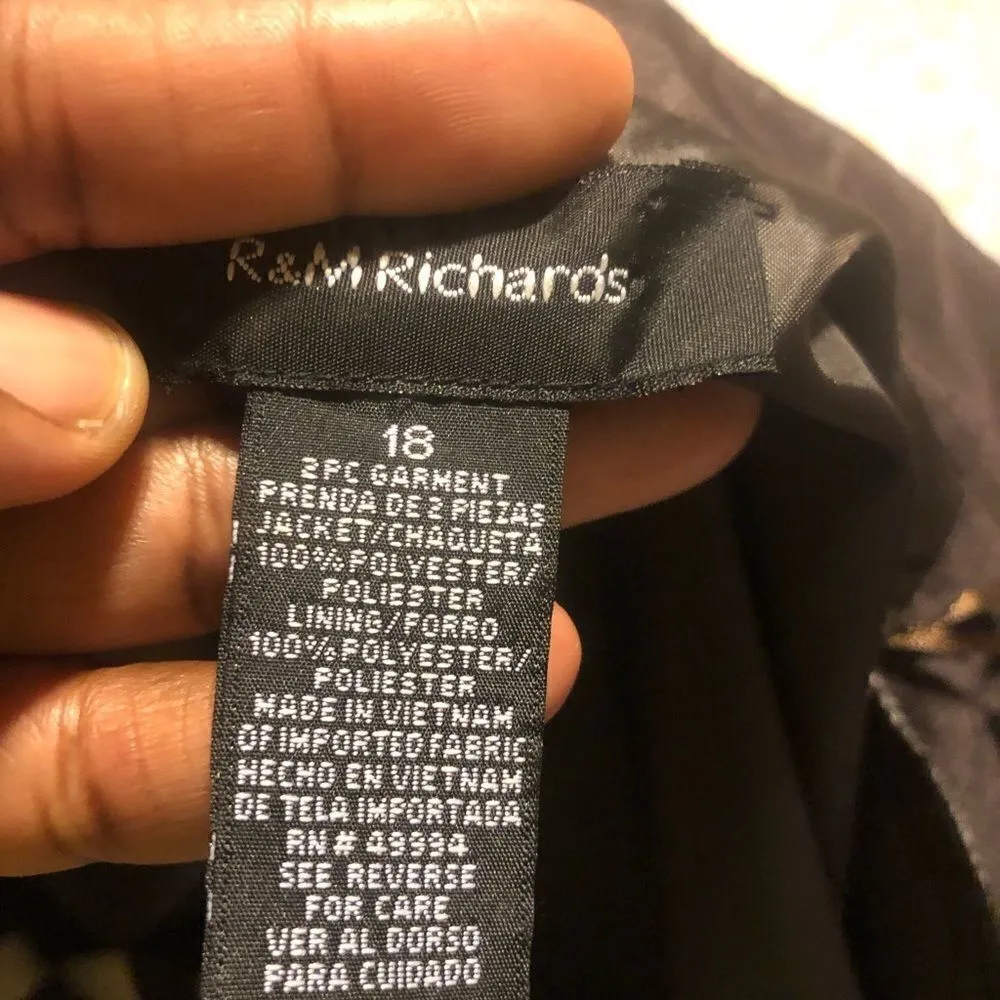 R&M Richards
18
2PC GARMENT
PRENDA DE 2 PIEZAS
JACKET/CHAQUETA
100% POLYESTER/
POLIESTER
LINING/FORRO
100% POLYESTER/
POLIESTER
MADE IN VIETNAM
OF IMPORTED FABRIC
HECHO EN VIETNAM
DE TELA IMPORTADA
RN # 49994
SEE REVERSE
FOR CARE
VER AL DORSO
PARA CUIDADO